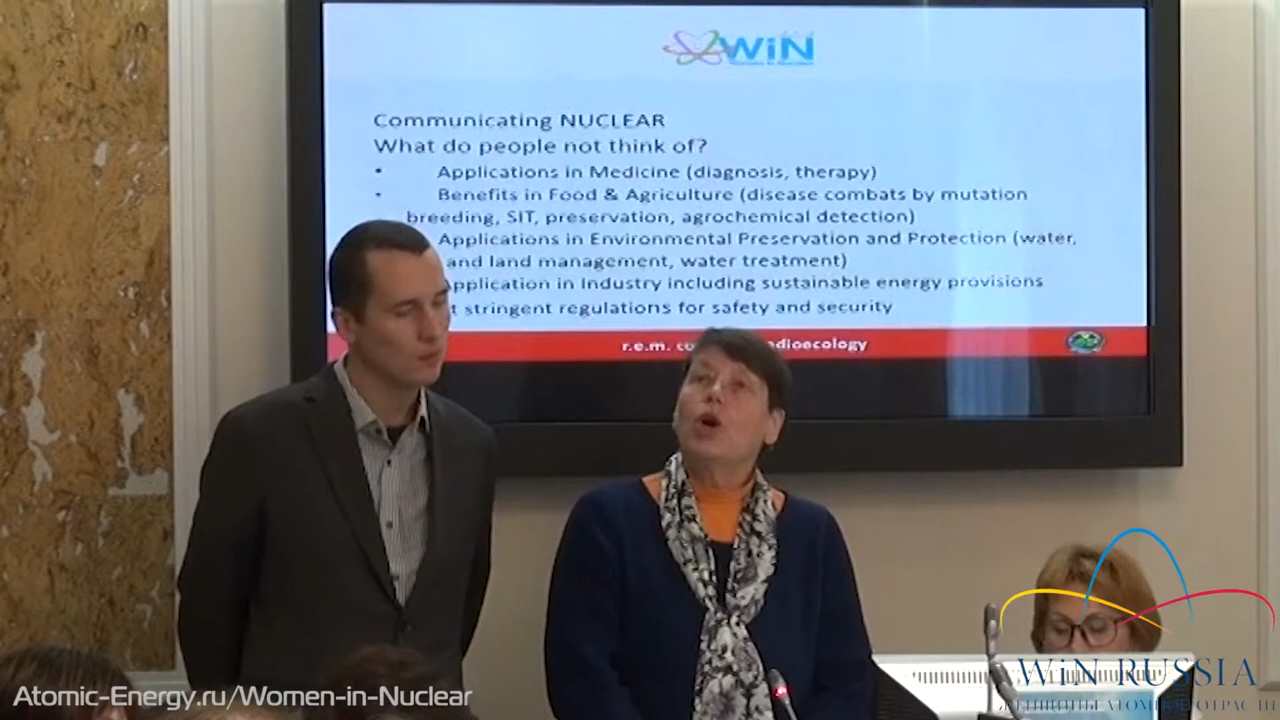 WiN
Communicating NUCLEAR
What do people not think of?
• Applications in Medicine (diagnosis, therapy)
• Benefits in Food & Agriculture (disease combats by mutation
breeding, SIT, preservation, agrochemical detection)
Applications in Environmental Preservation and Protection (water,
and land management, water treatment)
Application in Industry including sustainable energy provisions
stringent regulations for safety and security
r.e.m.
Atomic-Energy.ru/Women-in-Nuclear
WiN RUSSIA
ЖЕНЩИНЫ АТОМНОЙ ОТРАСЛИ